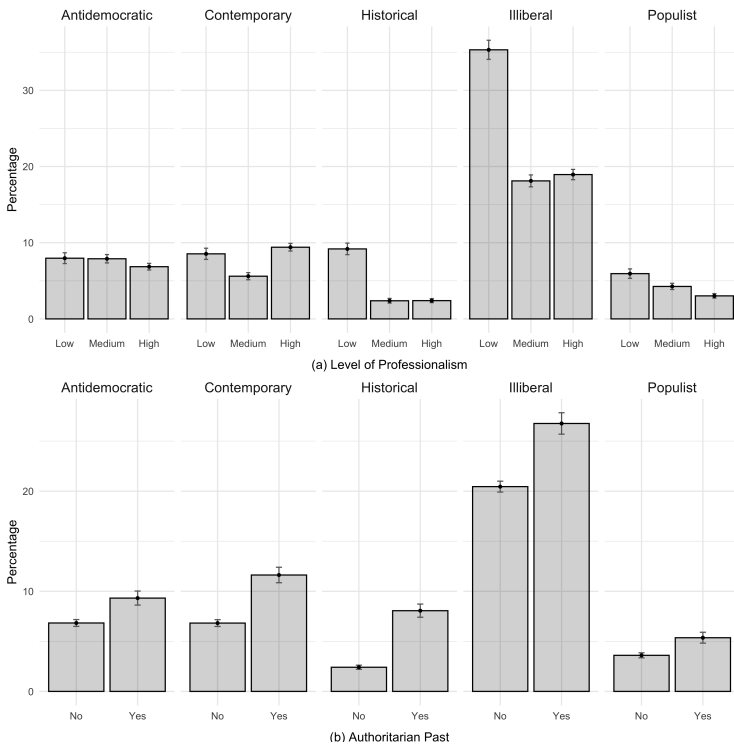 Antidemocratic Contemporary Historical Illiberal Populist
30
20
10
0
Percentage
Low Medium High Low Medium High Low Medium High Low Medium High Low Medium High
(a) Level of Professionalism
Antidemocratic Contemporary Historical Illiberal Populist
20
10
0
Percentage
No Yes No Yes No Yes No Yes No Yes
(b) Authoritarian Past